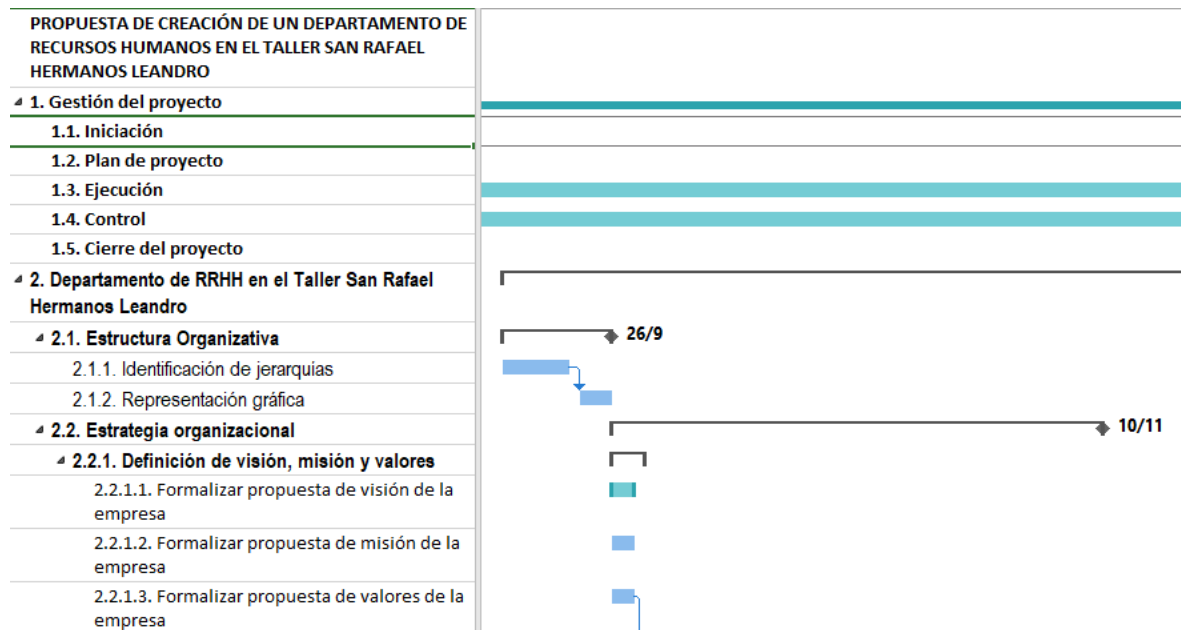 PROPUESTA DE CREACIÓN DE UN DEPARTAMENTO DE
RECURSOS HUMANOS EN EL TALLER SAN RAFAEL
HERMANOS LEANDRO
1. Gestión del proyecto
1.1. Iniciación
1.2. Plan de proyecto
1.3. Ejecución
1.4. Control
1.5. Cierre del proyecto
2. Departamento de RRHH en el Taller San Rafael
Hermanos Leandro
2.1. Estructura Organizativa
26/9
2.1.1. Identificación de jerarquias
2.1.2. Representación gráfica
2.2. Estrategia organizacional
10/11
2.2.1. Definición de visión, misión y valores
2.2.1.1. Formalizar propuesta de visión de la
empresa
2.2.1.2. Formalizar propuesta de misión de la
empresa
2.2.1.3. Formalizar propuesta de valores de la
empresa